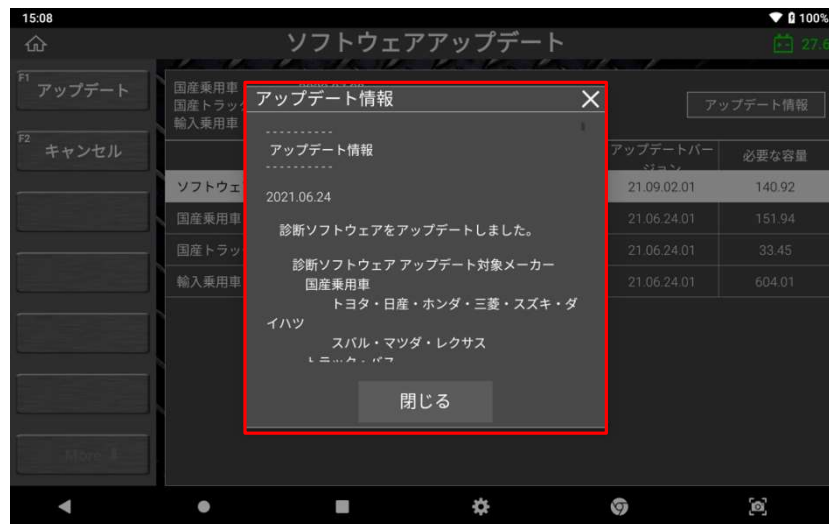 15:08
100%
ソフトウェアアップデート
27.6
F1
アップデート
F2
キャンセル
国産乗用車
国産トラック
輸入乗用車
アップデート情報
アップデート情報
----------
アップデート情報
----------
2021.06.24
診断ソフトウェアをアップデートしました。
診断ソフトウェア アップデート対象メーカー
国産乗用車
トヨタ・日産・ホンダ・三菱・スズキ・ダ
イハツ
スバル・マツダ・レクサス
トラック・バス
閉じる
アップデートバー
ジョン
必要な容量
ソフトウェ
21.09.02.01
140.92
国産乗用車
21.06.24.01
151.94
国産トラッ
21.06.24.01
33.45
輸入乗用車
21.06.24.01
604.01
More